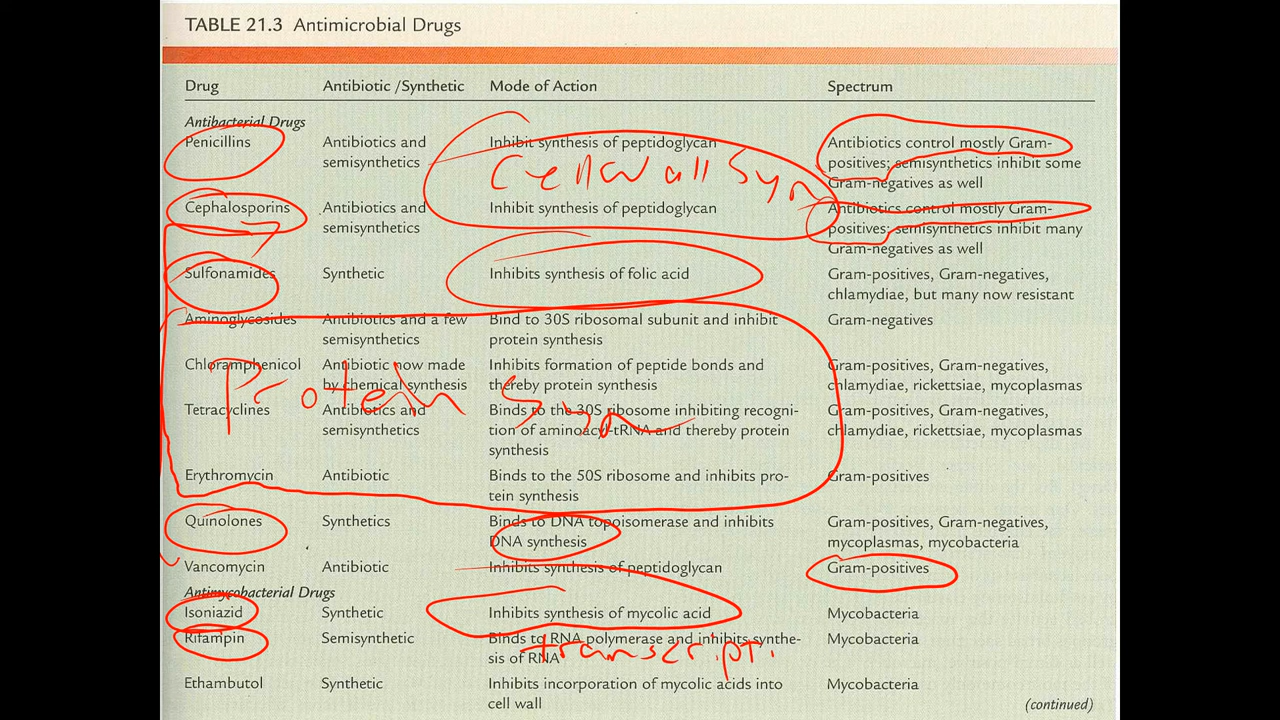 TABLE 21.3 Antimicrobial Drugs
Drug Antibiotic /Synthetic Mode of Action Spectrum
Antibacterial Drugs
Penicillins Antibiotics and Inhibit synthesis of peptidoglycan Antibiotics control mostly Gram-
semisynthetics positives; semisynthetics inhibit some
Gram-negatives as well
Cell wall Syn
Cephalosporins Antibiotics and Inhibit synthesis of peptidoglycan Antibiotics control mostly Gram-
semisynthetics positives; semisynthetics inhibit many
Gram-negatives as well
Sulfonamides Synthetic Inhibits synthesis of folic acid Gram-positives, Gram-negatives,
chlamydiae, but many now resistant
Aminoglycosides Antibiotics and a few Bind to 30S ribosomal subunit and inhibit Gram-negatives
semisynthetics protein synthesis
Chloramphenicol Antibiotic now made Inhibits formation of peptide bonds and Gram-positives, Gram-negatives,
by chemical synthesis thereby protein synthesis chlamydiae, rickettsiae, mycoplasmas
Protein Syn
Tetracyclines Antibiotics and Binds to the 30S ribosome inhibiting recogni- Gram-positives, Gram-negatives,
semisynthetics tion of aminoacyl-tRNA and thereby protein chlamydiae, rickettsiae, mycoplasmas
synthesis
Erythromycin Antibiotic Binds to the 50S ribosome and inhibits pro- Gram-positives
tein synthesis
Quinolones Synthetics Binds to DNA topoisomerase and inhibits Gram-positives, Gram-negatives,
DNA synthesis mycoplasmas, mycobacteria
Vancomycin Antibiotic Inhibits synthesis of peptidoglycan Gram-positives
Antimycobacterial Drugs
Isoniazid Synthetic Inhibits synthesis of mycolic acid Mycobacteria
Rifampin Semisynthetic Binds to RNA polymerase and inhibits synthe- Mycobacteria
sis of RNA
transcripti
Ethambutol Synthetic Inhibits incorporation of mycolic acids into Mycobacteria
cell wall
(continued)